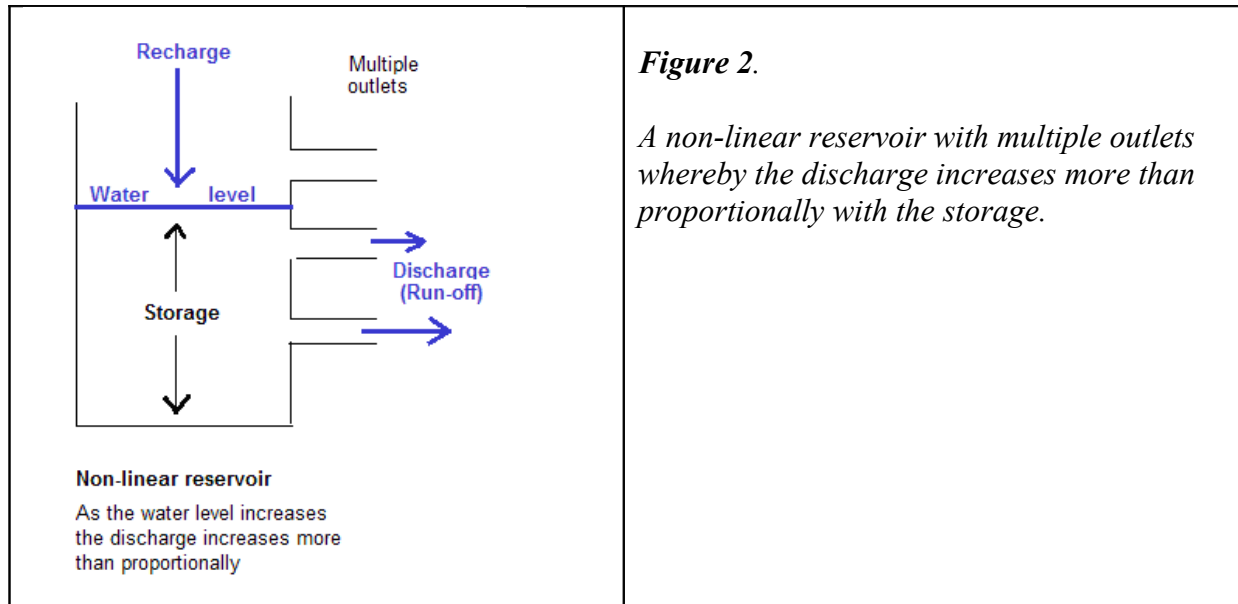 Recharge
Multiple
outlets
Water level
Discharge
(Run-off)
Storage
Non-linear reservoir
As the water level increases
the discharge increases more
than proportionally
Figure 2.
A non-linear reservoir with multiple outlets
whereby the discharge increases more than
proportionally with the storage.